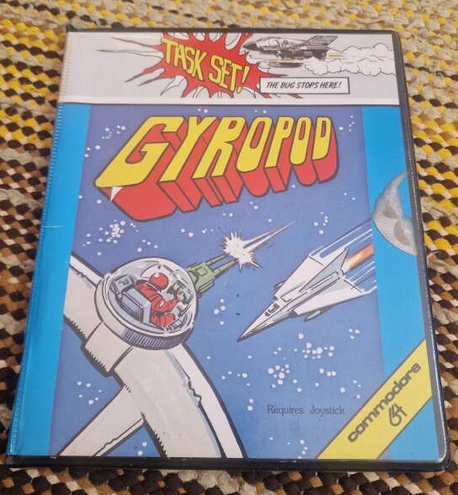 TASK SET!
THE BUG STOPS HERE!
GYROPOD
Requires Joystick
commodore
64